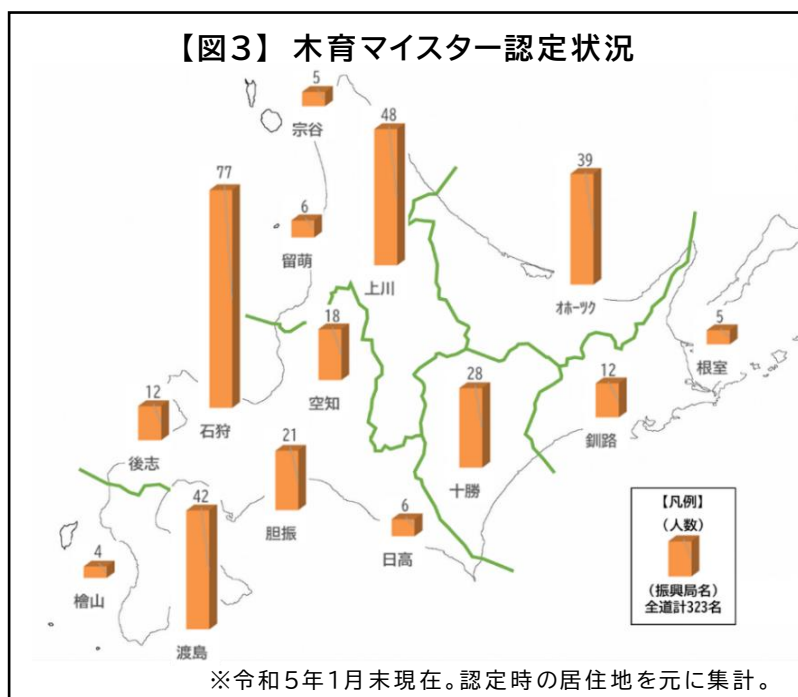 【図3】 木育マイスター認定状況
5
宗谷
48
上川
77
石狩
39
オホーツク
6
留萌
18
空知
5
根室
12
後志
28
十勝
12
釧路
21
胆振
6
日高
42
渡島
4
檜山
【凡例】
(人数)
(振興局名)
全道計323名
※令和5年1月末現在。認定時の居住地を元に集計。